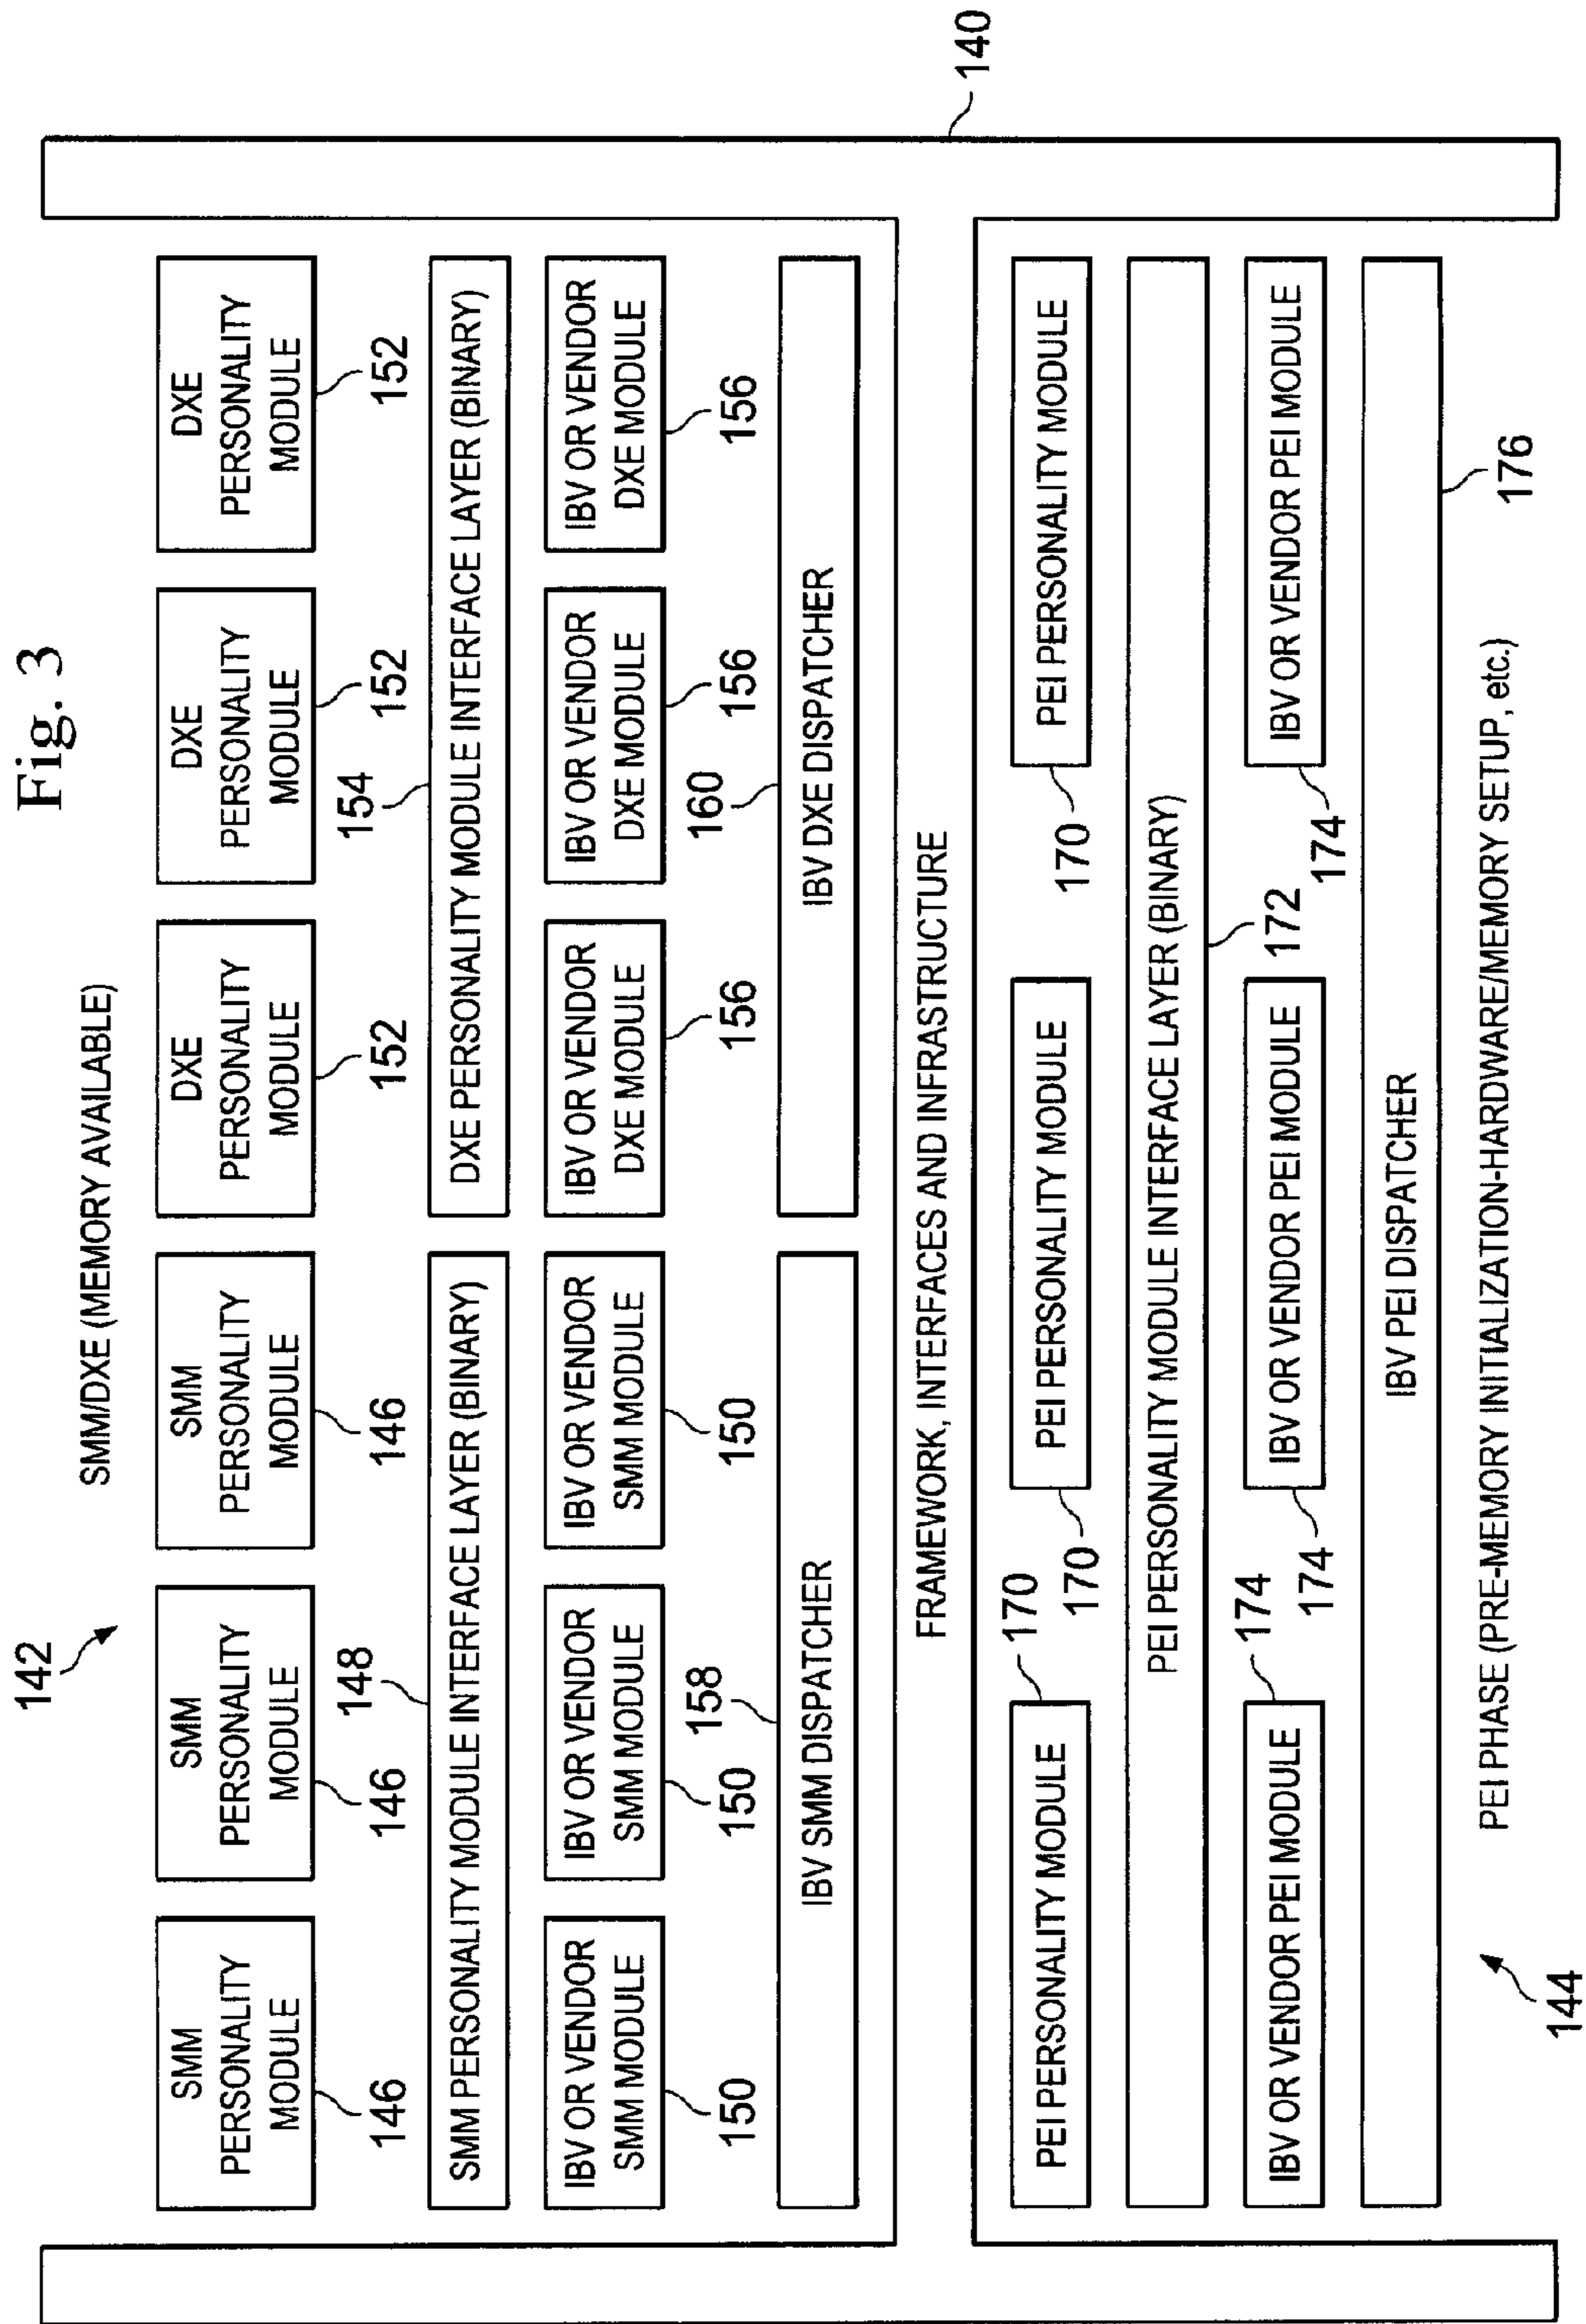 Fig. 3
SMM/DXE (MEMORY AVAILABLE)
142
SMM
PERSONALITY
MODULE
146
SMM
PERSONALITY
MODULE
146
SMM
PERSONALITY
MODULE
146
DXE
PERSONALITY
MODULE
152
DXE
PERSONALITY
MODULE
152
DXE
PERSONALITY
MODULE
152
148
SMM PERSONALITY MODULE INTERFACE LAYER (BINARY)
154
DXE PERSONALITY MODULE INTERFACE LAYER (BINARY)
IBV OR VENDOR
SMM MODULE
150
IBV OR VENDOR
SMM MODULE
150
IBV OR VENDOR
SMM MODULE
150
IBV OR VENDOR
DXE MODULE
156
IBV OR VENDOR
DXE MODULE
156
IBV OR VENDOR
DXE MODULE
156
158
IBV SMM DISPATCHER
160
IBV DXE DISPATCHER
FRAMEWORK, INTERFACES AND INFRASTRUCTURE
140
PEI PERSONALITY MODULE
170
PEI PERSONALITY MODULE
170
PEI PERSONALITY MODULE
170
PEI PERSONALITY MODULE INTERFACE LAYER (BINARY)
172
IBV OR VENDOR PEI MODULE
174
IBV OR VENDOR PEI MODULE
174
IBV OR VENDOR PEI MODULE
174
IBV PEI DISPATCHER
176
144
PEI PHASE (PRE-MEMORY INITIALIZATION-HARDWARE/MEMORY SETUP, etc.)